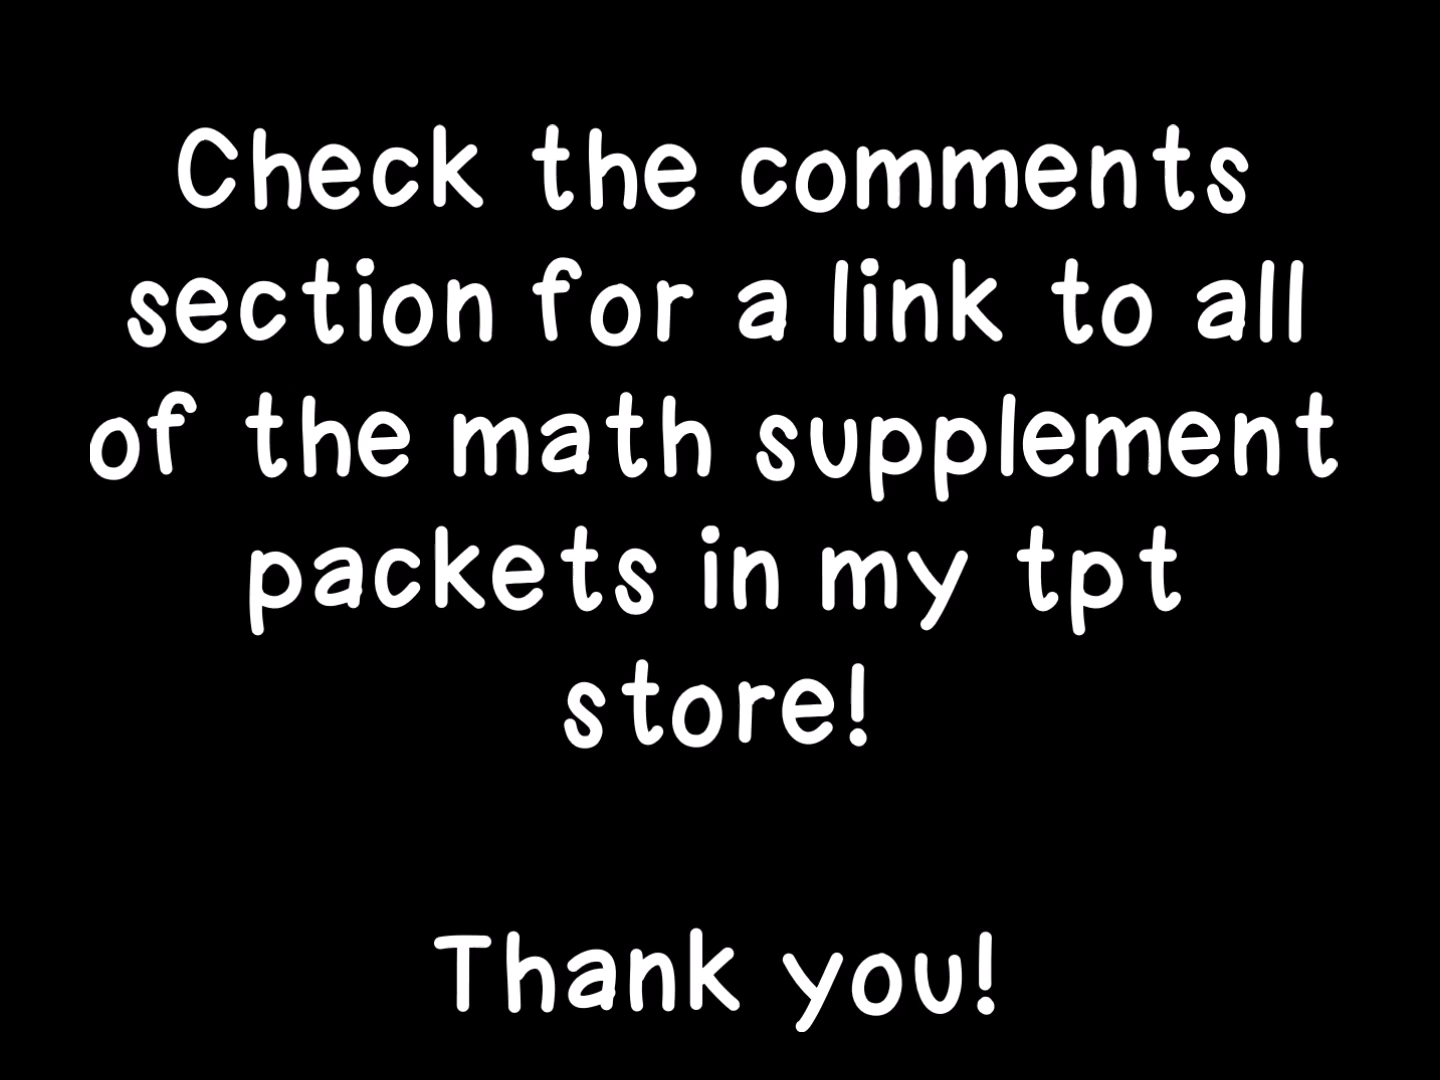 Check the comments
section for a link to all
of the math supplement
packets in my tpt
store!
Thank you!